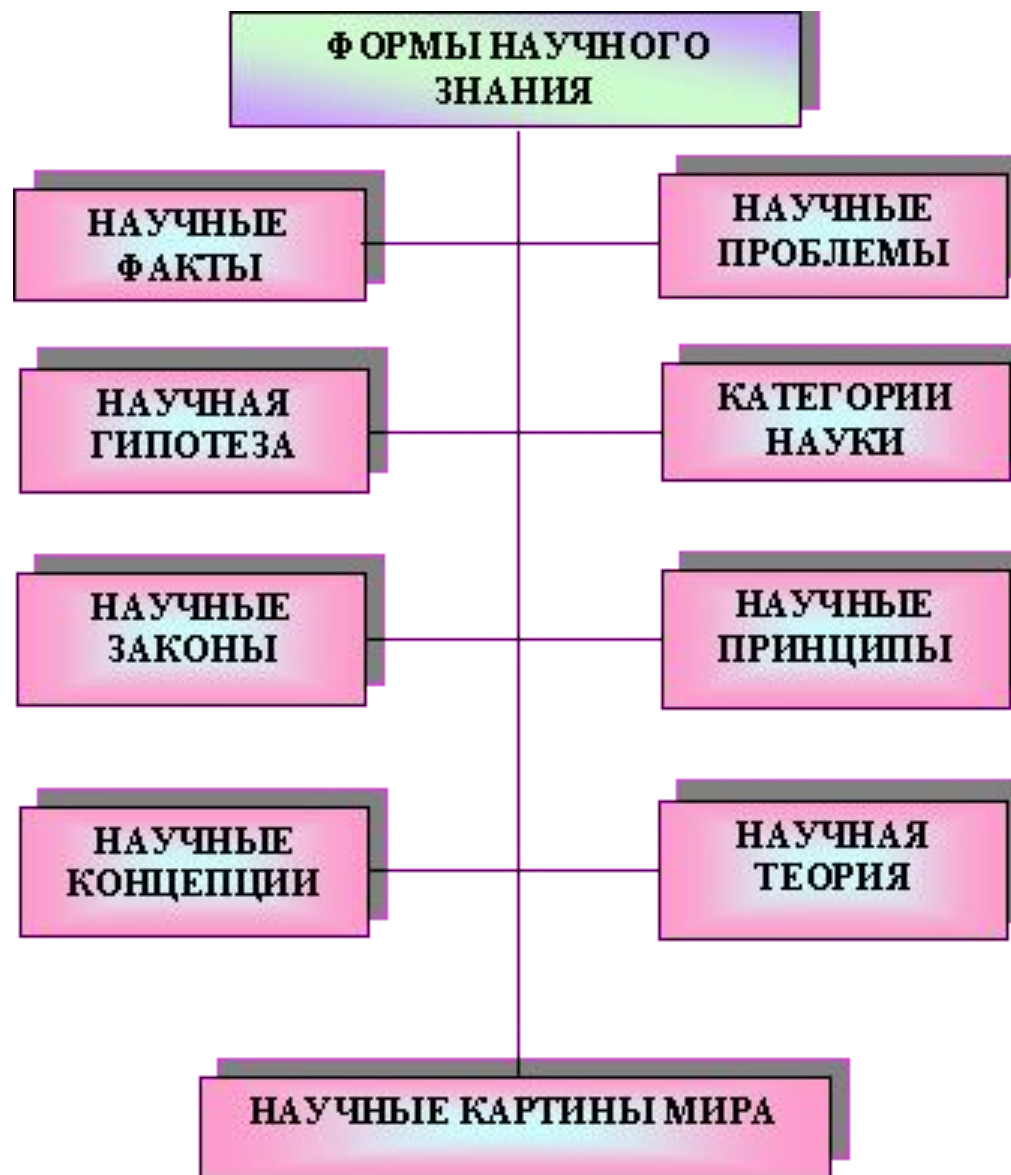 ФОРМЫ НАУЧНОГО
ЗНАНИЯ
НАУЧНЫЕ
ФАКТЫ
НАУЧНЫЕ
ПРОБЛЕМЫ
НАУЧНАЯ
ГИПОТЕЗА
КАТЕГОРИИ
НАУКИ
НАУЧНЫЕ
ЗАКОНЫ
НАУЧНЫЕ
ПРИНЦИПЫ
НАУЧНЫЕ
КОНЦЕПЦИИ
НАУЧНАЯ
ТЕОРИЯ
НАУЧНЫЕ КАРТИНЫ МИРА